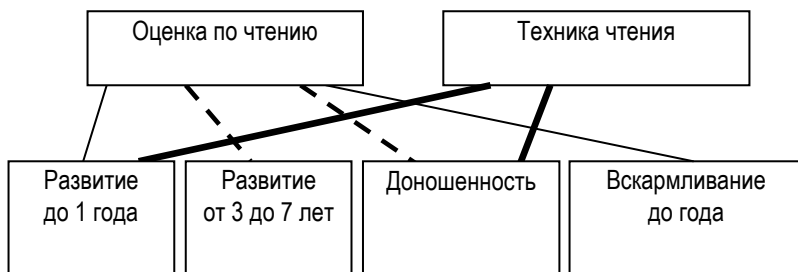 Оценка по чтению
Техника чтения
Развитие
до 1 года
Развитие
от 3 до 7 лет
Доношенность
Вскармливание
до года